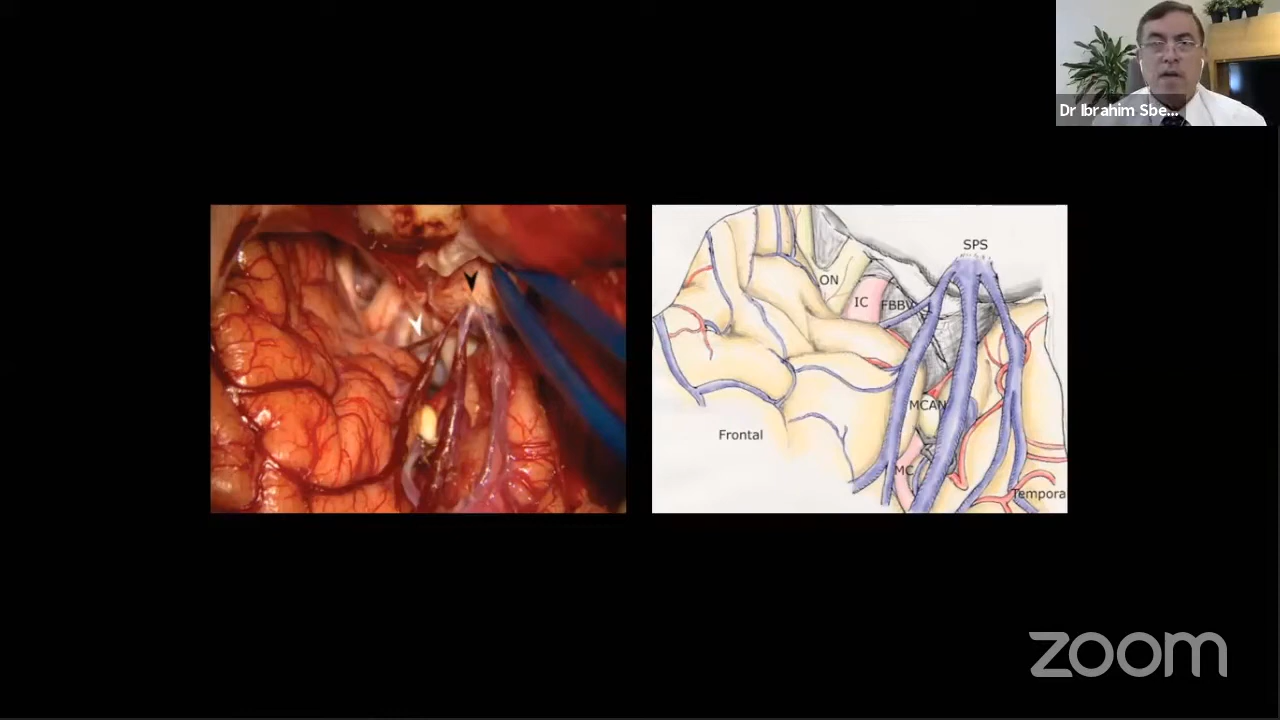 Dr Ibrahim Sbe...
SPS
ON
IC
FBBV
MCAN
Frontal
MC
Tempora
zoom